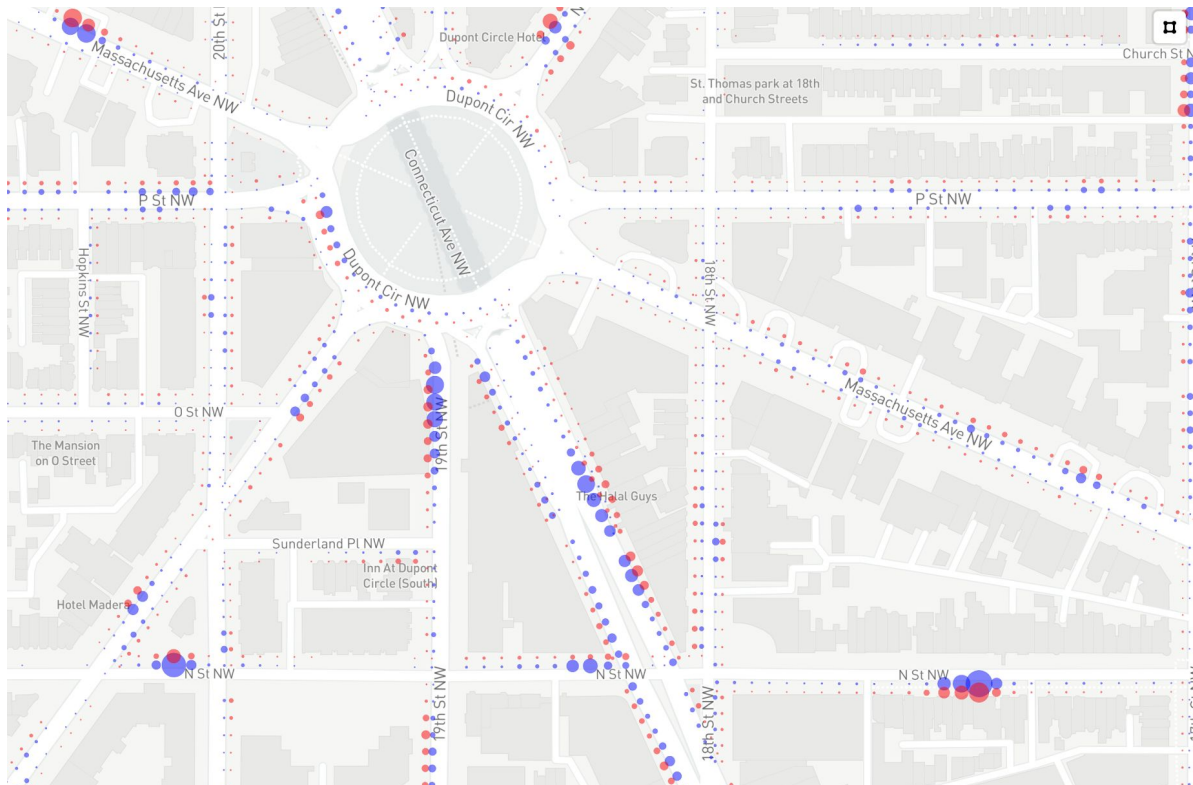 20th St
Massachusetts Ave NW
Dupont Circle Hotel
Church St N
St. Thomas park at 18th
and Church Streets
Dupont Cir NW
Connecticut Ave NW
P St NW
P St NW
Hopkins St NW
Dupont Cir NW
18th St NW
O St NW
Massachusetts Ave NW
The Mansion
on O Street
19th St NW
The Halal Guys
Sunderland Pl NW
Inn At Dupont
Circle (South)
Hotel Madera
N St NW
N St NW
N St NW
19th St NW
18th St NW